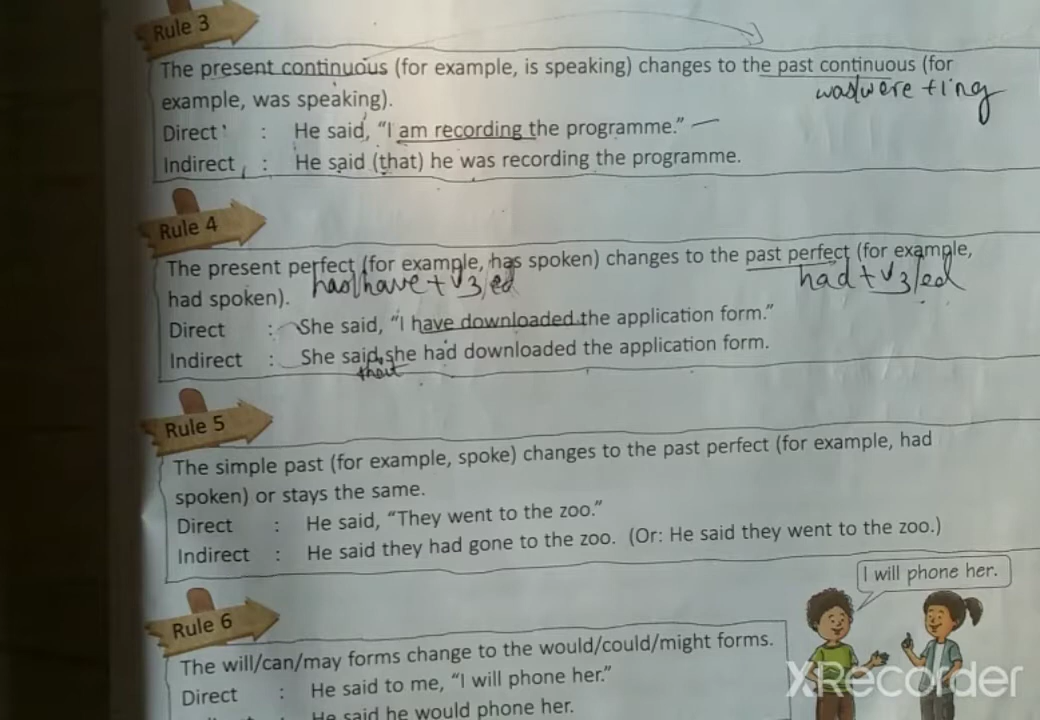 Rule 3
The present continuous (for example, is speaking) changes to the past continuous (for
example, was speaking).
was/were + ing
Direct : He said, “I am recording the programme.”
Indirect : He said (that) he was recording the programme.
Rule 4
The present perfect (for example, has spoken) changes to the past perfect (for example,
had spoken).
has/have + V3/ed
had + V3/ed
Direct : She said, “I have downloaded the application form.”
Indirect : She said she had downloaded the application form.
that
Rule 5
The simple past (for example, spoke) changes to the past perfect (for example, had
spoken) or stays the same.
Direct : He said, “They went to the zoo.”
Indirect : He said they had gone to the zoo. (Or: He said they went to the zoo.)
I will phone her.
Rule 6
The will/can/may forms change to the would/could/might forms.
Direct : He said to me, “I will phone her.”
He said he would phone her.
XRecorder